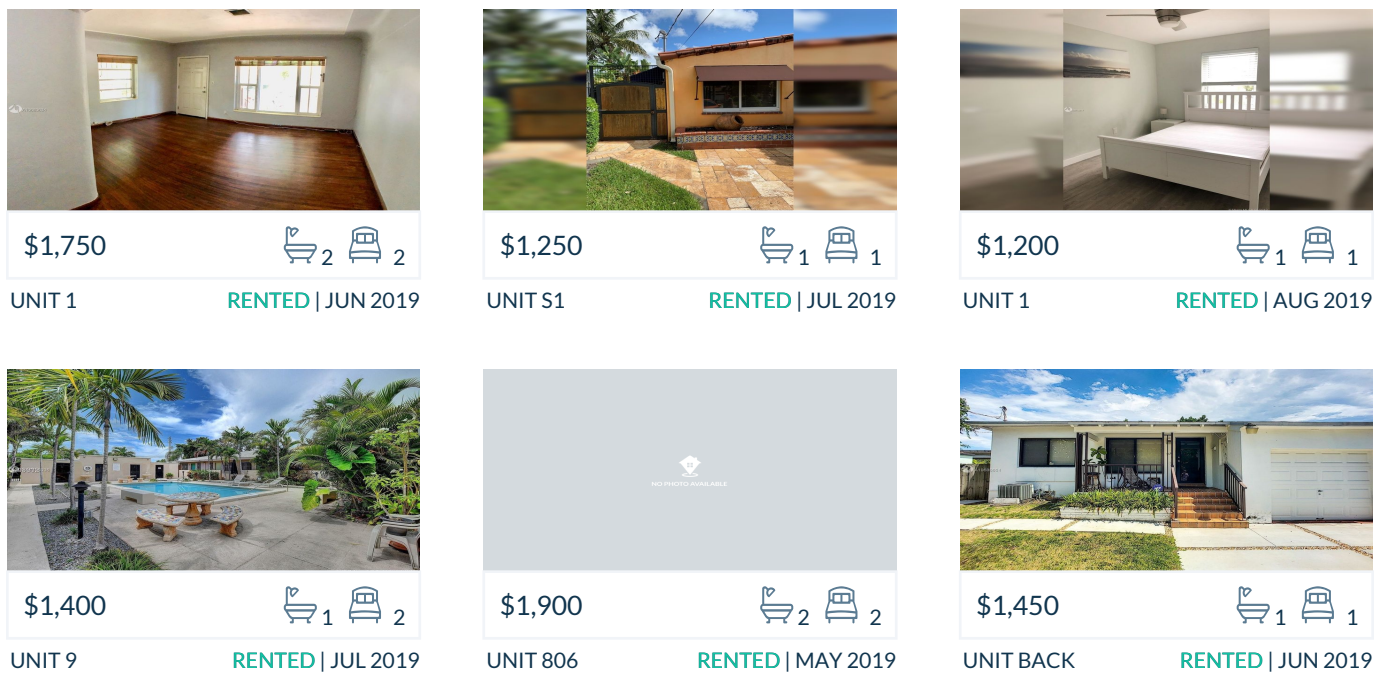 $1,750 2 2
UNIT 1 RENTED | JUN 2019
$1,250 1 1
UNIT S1 RENTED | JUL 2019
$1,200 1 1
UNIT 1 RENTED | AUG 2019
$1,400 1 2
UNIT 9 RENTED | JUL 2019
NO PHOTO AVAILABLE
$1,900 2 2
UNIT 806 RENTED | MAY 2019
$1,450 1 1
UNIT BACK RENTED | JUN 2019